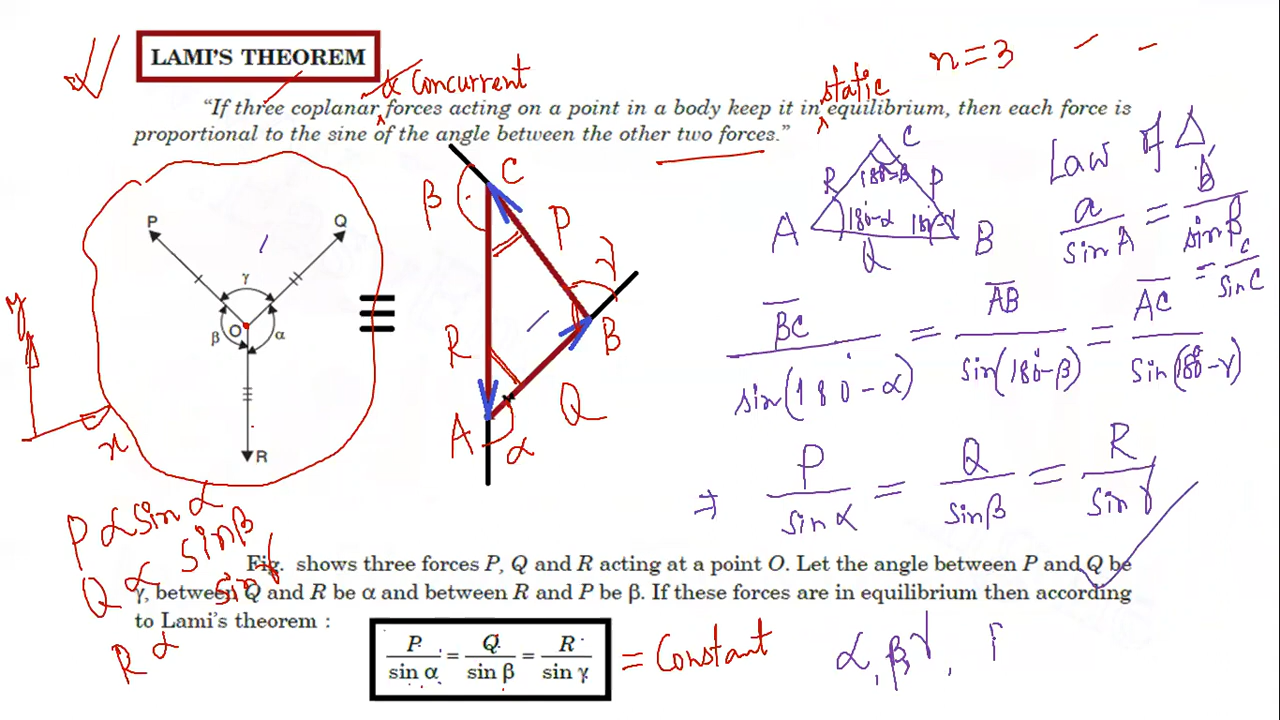 LAMI'S THEOREM
& Concurrent
static
n=3
"If three coplanar forces acting on a point in a body keep it in equilibrium, then each force is
proportional to the sine of the angle between the other two forces."
P
Q
γ
O
β
α
R
y
x
β
C
P
γ
R
B
A
Q
α
C
R
180-β
P
A
180-α
B
Q
Law of Δ,
a/sin A = b/sin β = c/sin C
BC/sin(180°-α) = AB/sin(180°-β) = AC/sin(180°-γ)
⇒ P/sin α = Q/sin β = R/sin γ
P α sin α
Q α sin β
R α sin γ
Fig. shows three forces P, Q and R acting at a point O. Let the angle between P and Q be
γ, between Q and R be α and between R and P be β. If these forces are in equilibrium then according
to Lami's theorem :
P/sin α = Q/sin β = R/sin γ = Constant
α, β, γ,